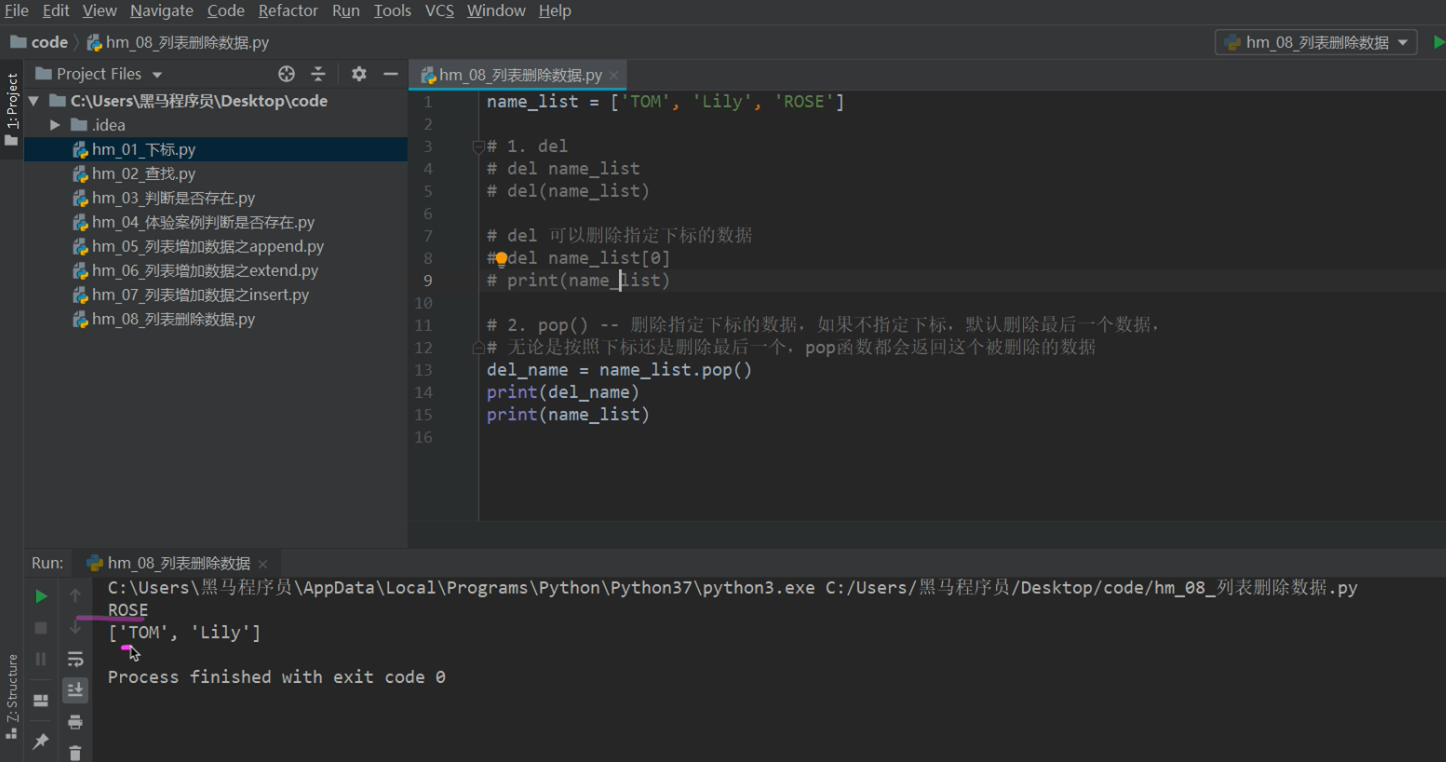 File Edit View Navigate Code Refactor Run Tools VCS Window Help
code hm_08_列表删除数据.py
hm_08_列表删除数据
1: Project
Project Files
C:\Users\黑马程序员\Desktop\code
.idea
hm_01_下标.py
hm_02_查找.py
hm_03_判断是否存在.py
hm_04_体验案例判断是否存在.py
hm_05_列表增加数据之append.py
hm_06_列表增加数据之extend.py
hm_07_列表增加数据之insert.py
hm_08_列表删除数据.py
hm_08_列表删除数据.py
1 name_list = ['TOM', 'Lily', 'ROSE']
2
3 # 1. del
4 # del name_list
5 # del(name_list)
6
7 # del 可以删除指定下标的数据
8 # del name_list[0]
9 # print(name_list)
10
11 # 2. pop() -- 删除指定下标的数据，如果不指定下标，默认删除最后一个数据，
12 # 无论是按照下标还是删除最后一个，pop函数都会返回这个被删除的数据
13 del_name = name_list.pop()
14 print(del_name)
15 print(name_list)
16
Run: hm_08_列表删除数据
C:\Users\黑马程序员\AppData\Local\Programs\Python\Python37\python3.exe C:/Users/黑马程序员/Desktop/code/hm_08_列表删除数据.py
ROSE
['TOM', 'Lily']
Process finished with exit code 0
Z: Structure